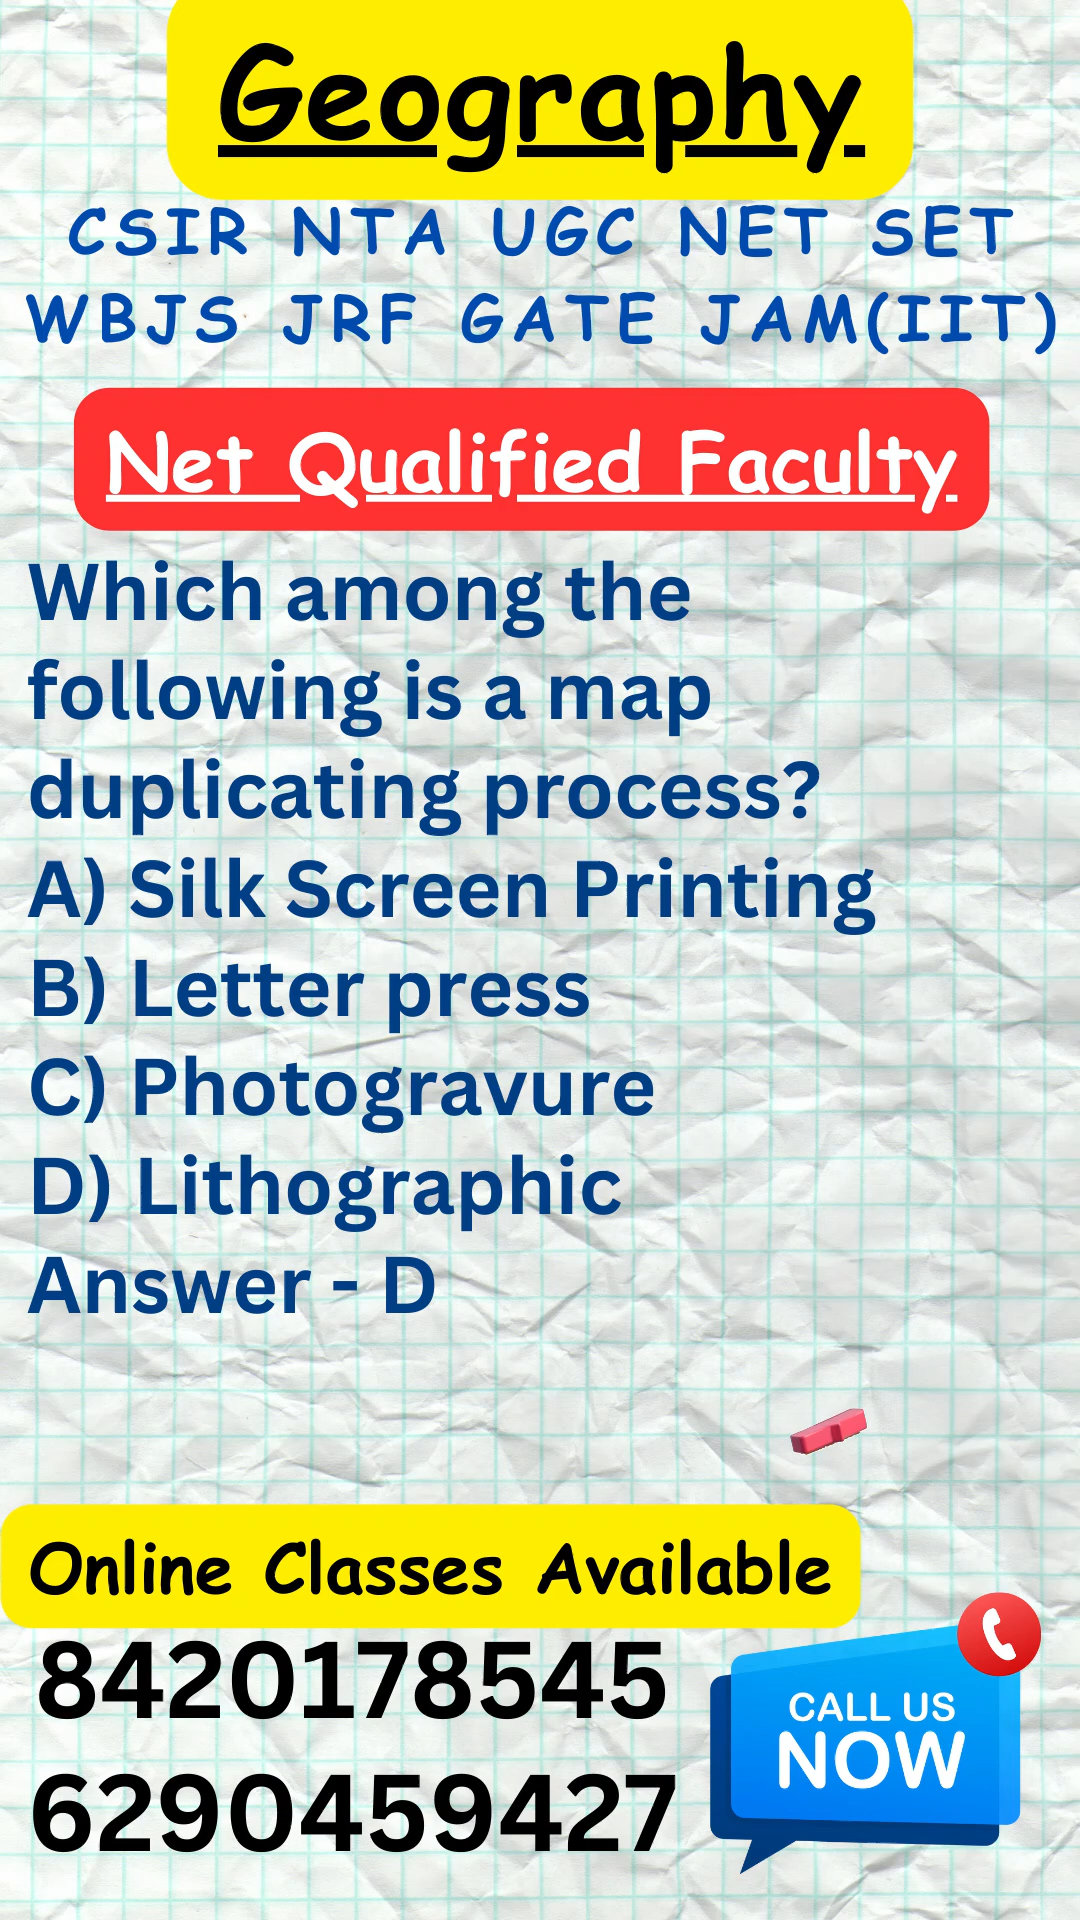 Geography
CSIR NTA UGC NET SET
WBJS JRF GATE JAM(IIT)
Net Qualified Faculty
Which among the
following is a map
duplicating process?
A) Silk Screen Printing
B) Letter press
C) Photogravure
D) Lithographic
Answer - D
Online Classes Available
8420178545
6290459427
CALL US
NOW